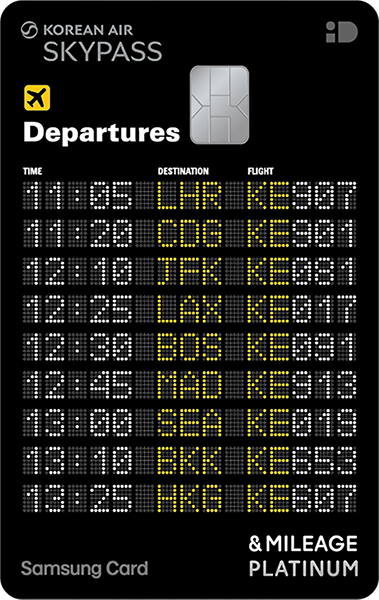 KOREAN AIR
SKYPASS
iD
Departures
TIME DESTINATION FLIGHT
11:05 LHR KE907
11:20 CDG KE901
12:10 JFK KE081
12:25 LAX KE017
12:30 BOS KE091
12:45 MAD KE913
13:00 SEA KE019
13:10 BKK KE653
13:25 HKG KE607
&MILEAGE
PLATINUM
Samsung Card